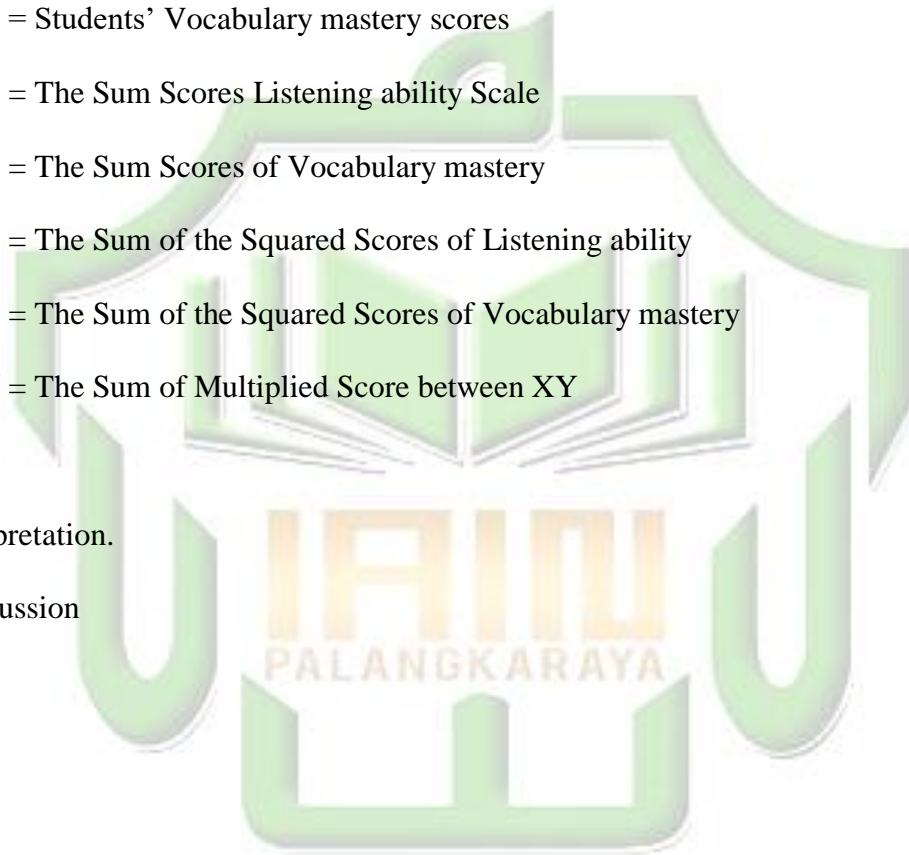 = Students’ Vocabulary mastery scores
= The Sum Scores Listening ability Scale
= The Sum Scores of Vocabulary mastery
= The Sum of the Squared Scores of Listening ability
= The Sum of the Squared Scores of Vocabulary mastery
= The Sum of Multiplied Score between XY
pretation.
ussion
IAIN
PALANGKARAYA